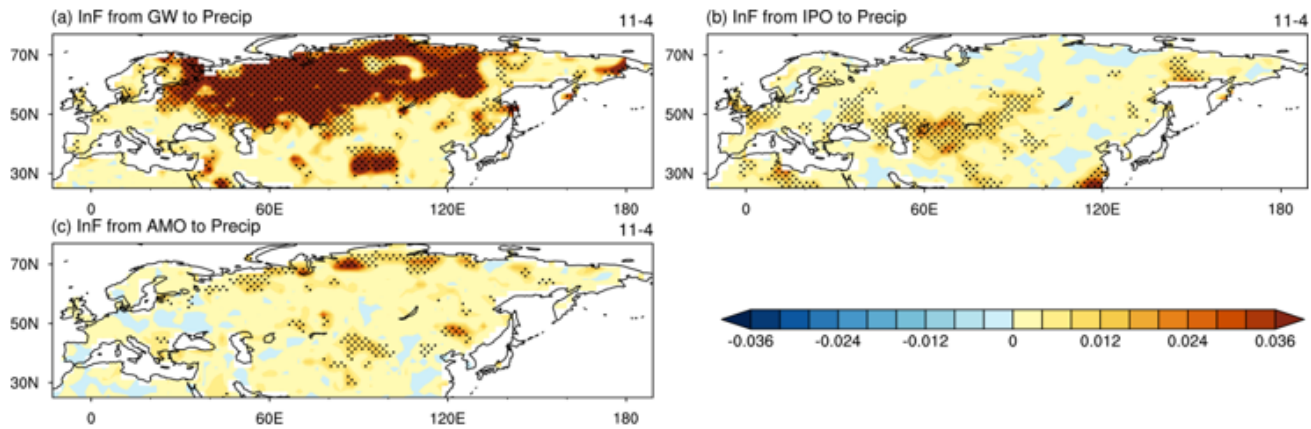 (a) InF from GW to Precip 11-4
(b) InF from IPO to Precip 11-4
70N 70N
50N 50N
30N 30N
0 60E 120E 180
0 60E 120E 180
(c) InF from AMO to Precip 11-4
70N
50N
30N
0 60E 120E 180
-0.036 -0.024 -0.012 0 0.012 0.024 0.036